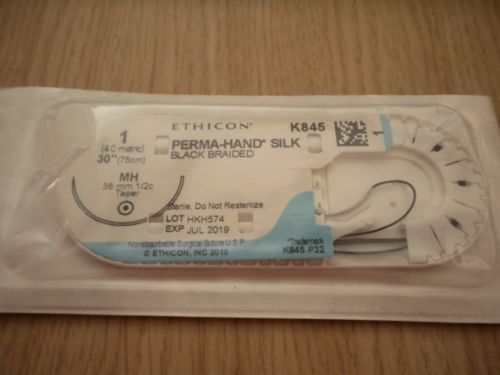 ETHICON®
K845
1
1
(4.0 metric)
30" (75cm)
PERMA-HAND* SILK
BLACK BRAIDED
MH
36 mm 1/2c
Taper
Sterile, Do Not Resterilize
LOT HKH574
EXP JUL 2019
Nonabsorbable Surgical Suture U.S.P.
© ETHICON, INC 2010
*Trademark
K845.P32